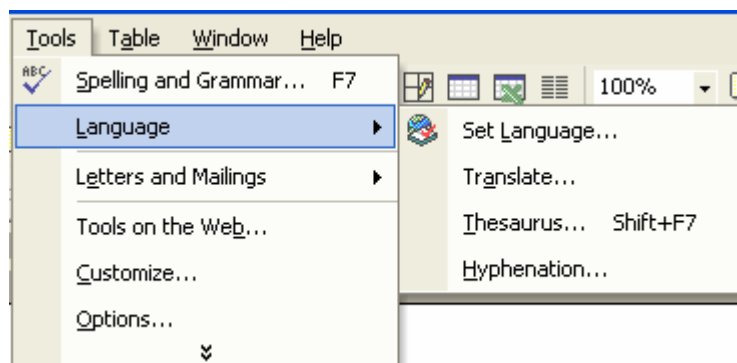 Tools Table Window Help
ABC
Spelling and Grammar... F7
100%
Language
Set Language...
Letters and Mailings
Translate...
Tools on the Web...
Thesaurus... Shift+F7
Customize...
Hyphenation...
Options...